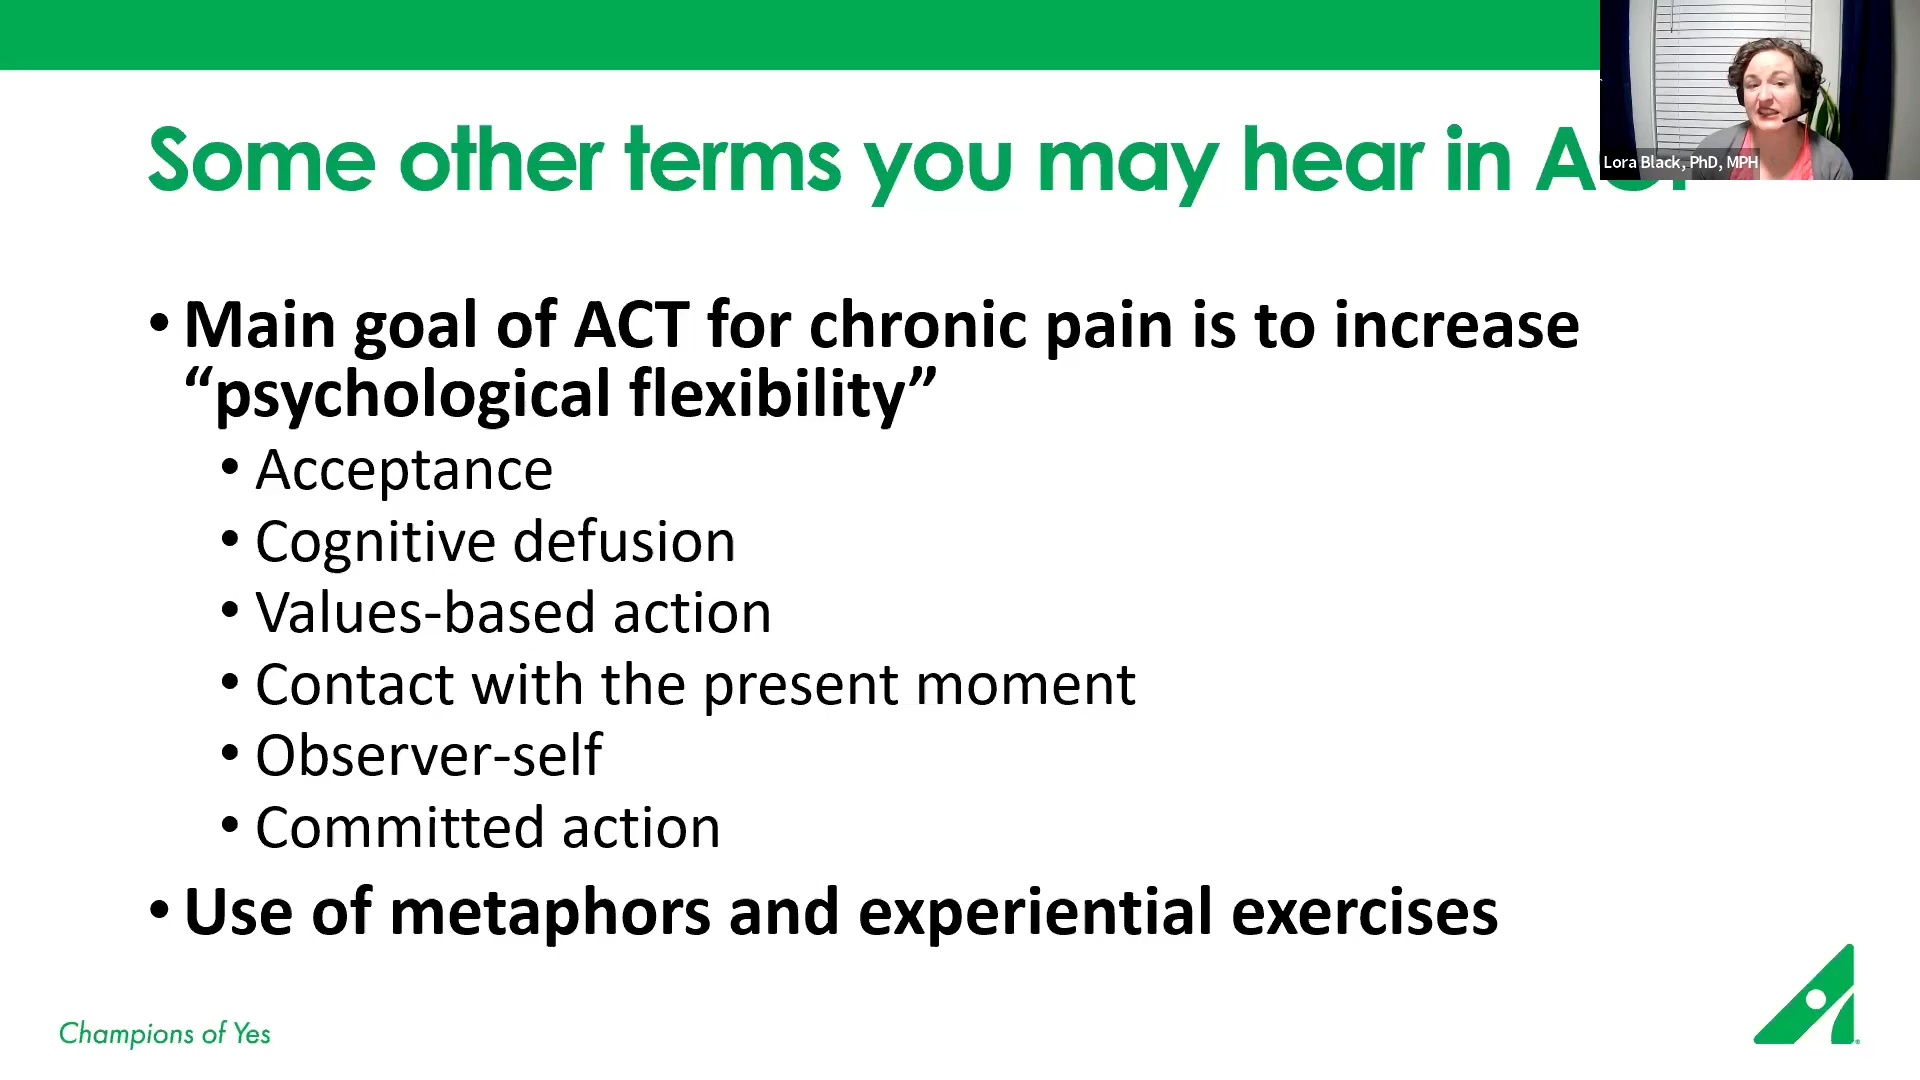 Some other terms you may hear in
Lora Black, PhD, MPH
• Main goal of ACT for chronic pain is to increase
“psychological flexibility”
• Acceptance
• Cognitive defusion
• Values-based action
• Contact with the present moment
• Observer-self
• Committed action
• Use of metaphors and experiential exercises
Champions of Yes